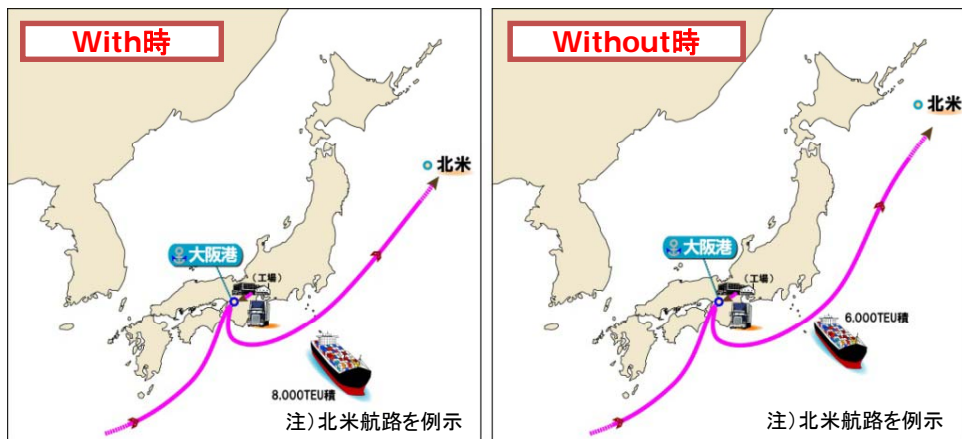 With時
北米
大阪港
(工場)
8.000TEU積
注)北米航路を例示
Without時
北米
大阪港
(工場)
6.000TEU積
注)北米航路を例示